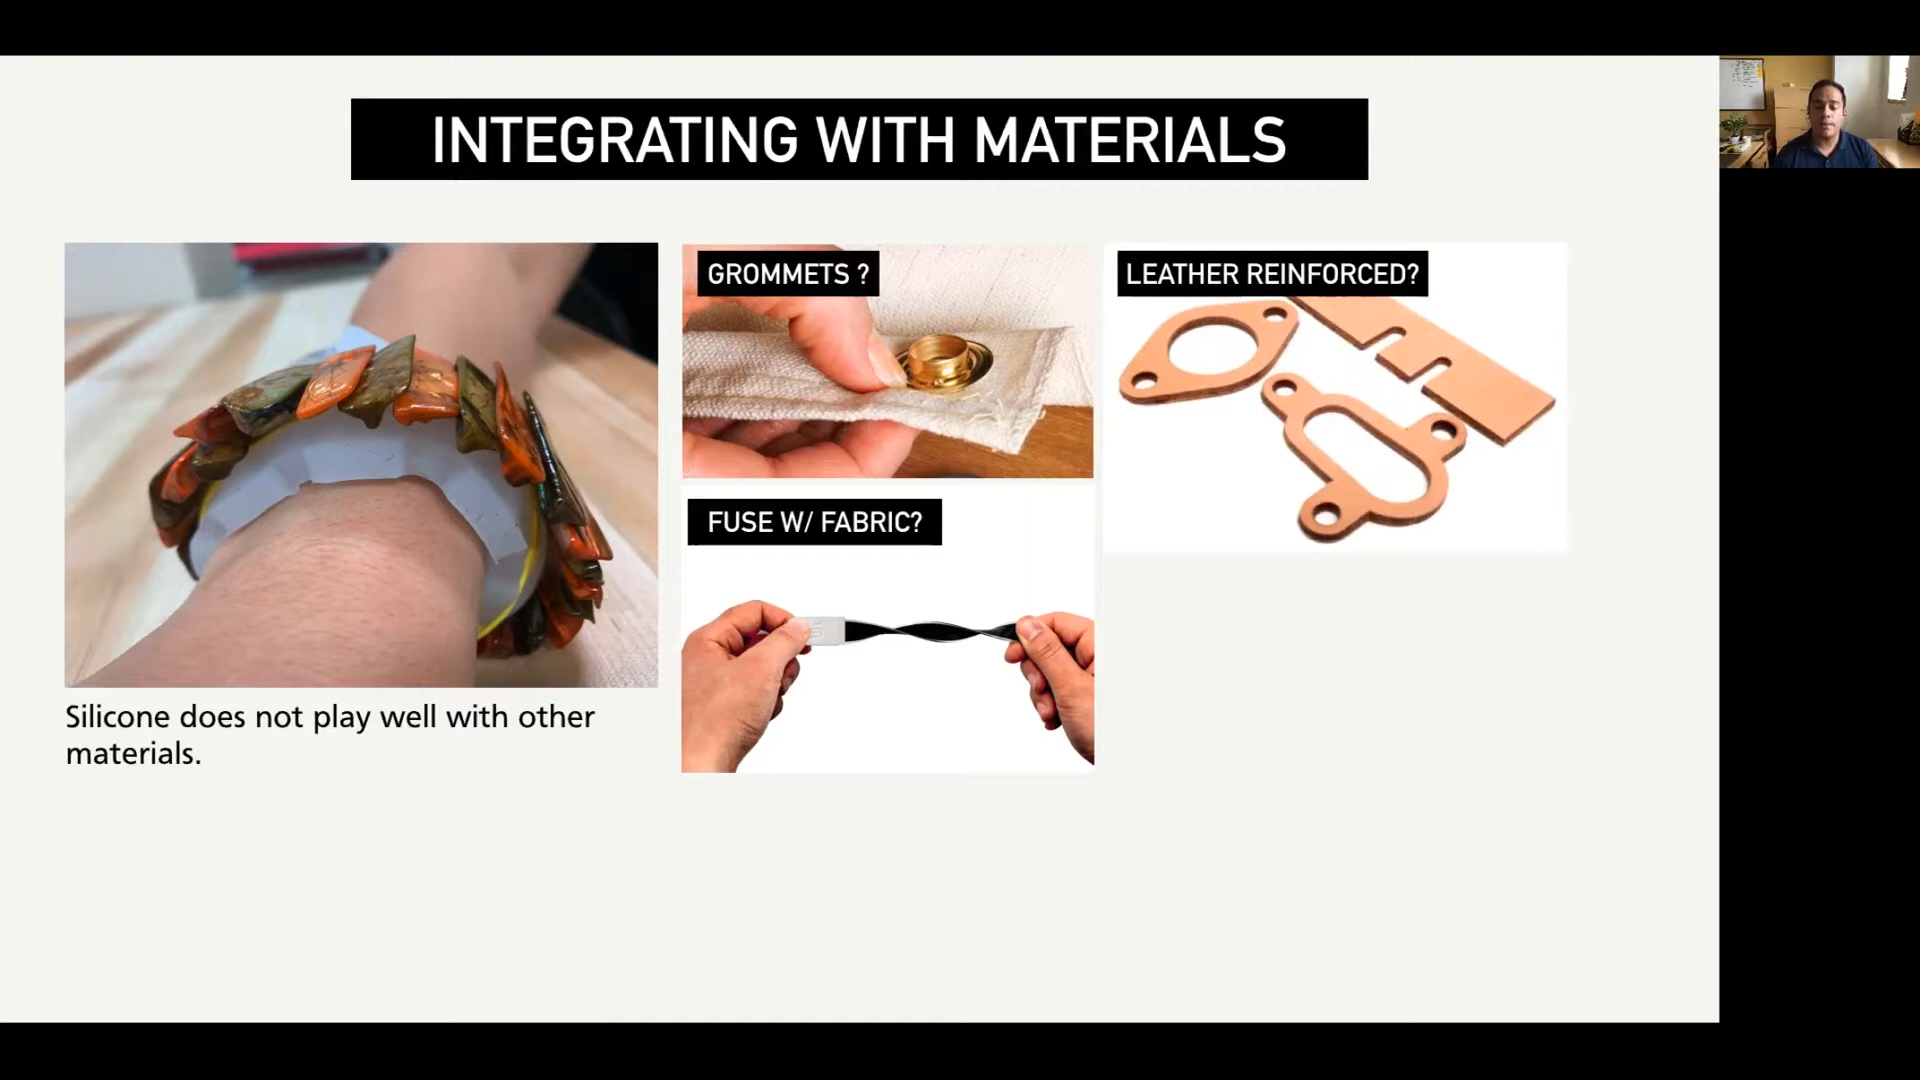 INTEGRATING WITH MATERIALS
GROMMETS ?
LEATHER REINFORCED?
FUSE W/ FABRIC?
Silicone does not play well with other
materials.